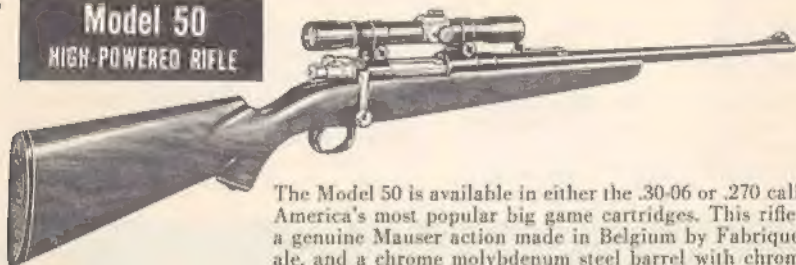 Model 50
HIGH-POWERED RIFLE
The Model 50 is available in either the .30-06 or .270
America's most popular big game cartridges. This rifle
a genuine Mauser action made in Belgium by Fabrique
ale, and a chrome molybdenum steel barrel with